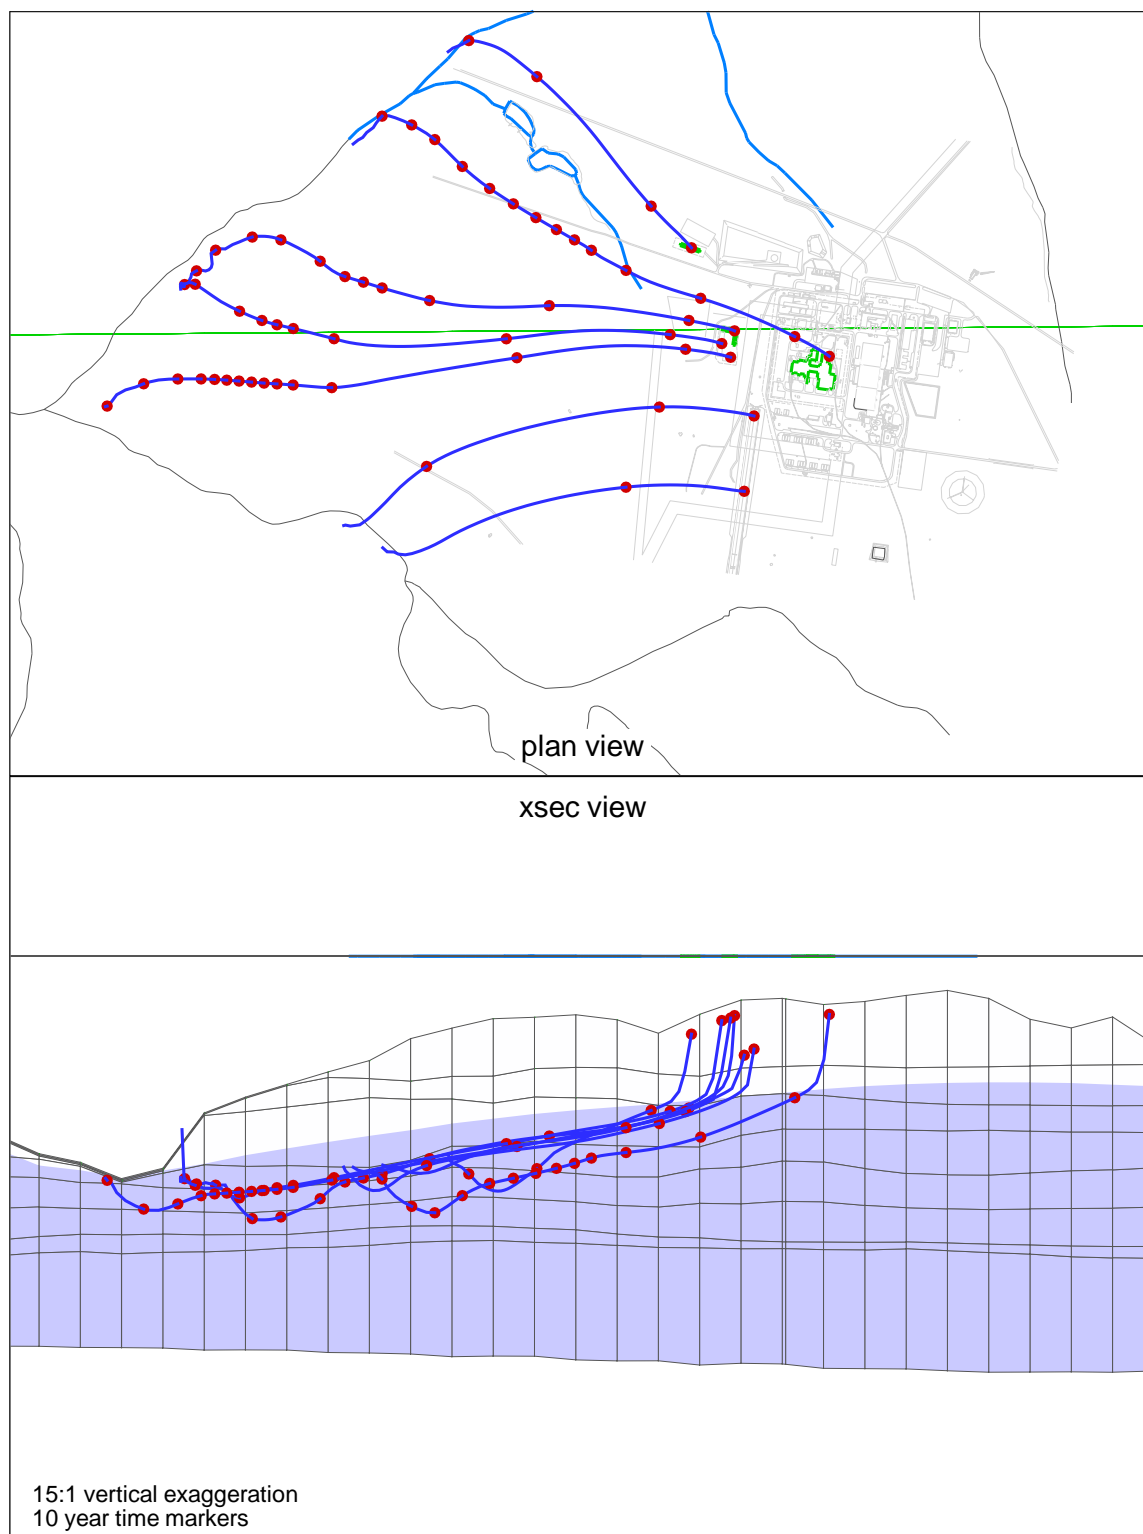 plan view
xsec view
15:1 vertical exaggeration
10 year time markers